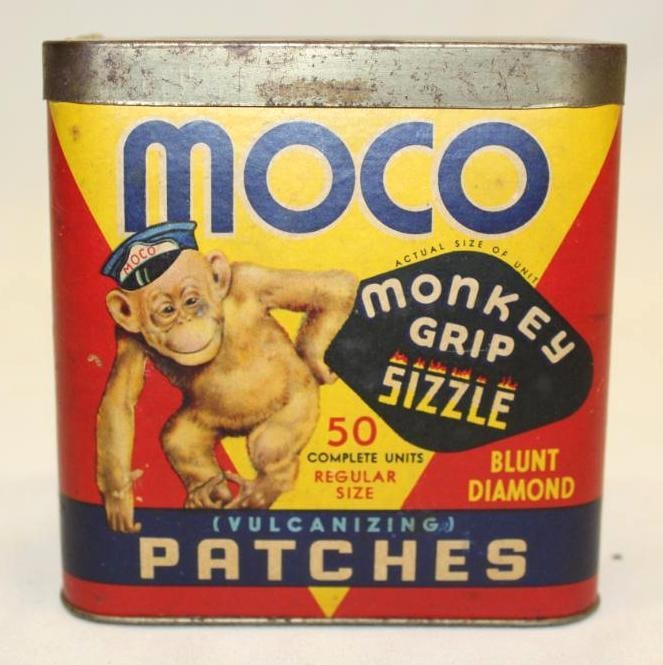 MOCO
MOCO
ACTUAL SIZE OF UNIT
MONKEY
GRIP
SIZZLE
50
COMPLETE UNITS
REGULAR
SIZE
BLUNT
DIAMOND
(VULCANIZING)
PATCHES